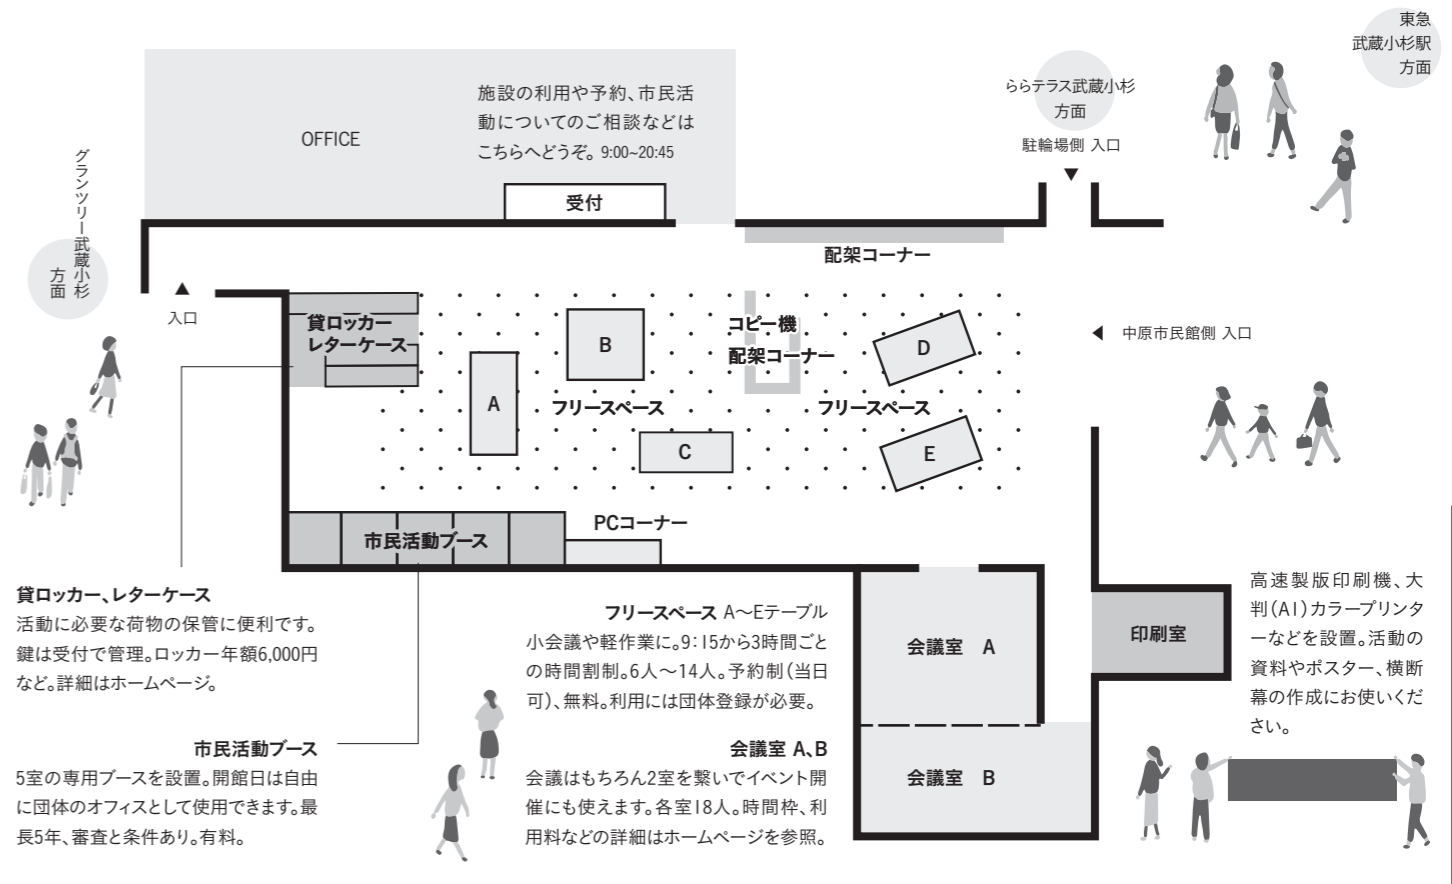 東急
武蔵小杉駅
方面
ららテラス武蔵小杉
方面
駐輪場側 入口
OFFICE
施設の利用や予約、市民活
動についてのご相談などは
こちらへどうぞ。9:00~20:45
受付
グランツリー武蔵小杉
方面
入口
配架コーナー
貸ロッカー
レターケース
A
B
C
D
E
コピー機
配架コーナー
フリースペース
フリースペース
中原市民館側 入口
市民活動ブース
PCコーナー
会議室 A
会議室 B
印刷室
貸ロッカー、レターケース
活動に必要な荷物の保管に便利です。
鍵は受付で管理。ロッカー年額6,000円
など。詳細はホームページ。
市民活動ブース
5室の専用ブースを設置。開館日は自由
に団体のオフィスとして使用できます。最
長5年、審査と条件あり。有料。
フリースペース A〜Eテーブル
小会議や軽作業に。9:15から3時間ごと
の時間割制。6人〜14人。予約制(当日
可)、無料。利用には団体登録が必要。
会議室 A、B
会議はもちろん2室を繋いでイベント開
催にも使えます。各室18人。時間枠、利
用料などの詳細はホームページを参照。
高速製版印刷機、大
判(A1)カラープリンタ
ーなどを設置。活動の
資料やポスター、横断
幕の作成にお使いくだ
さい。